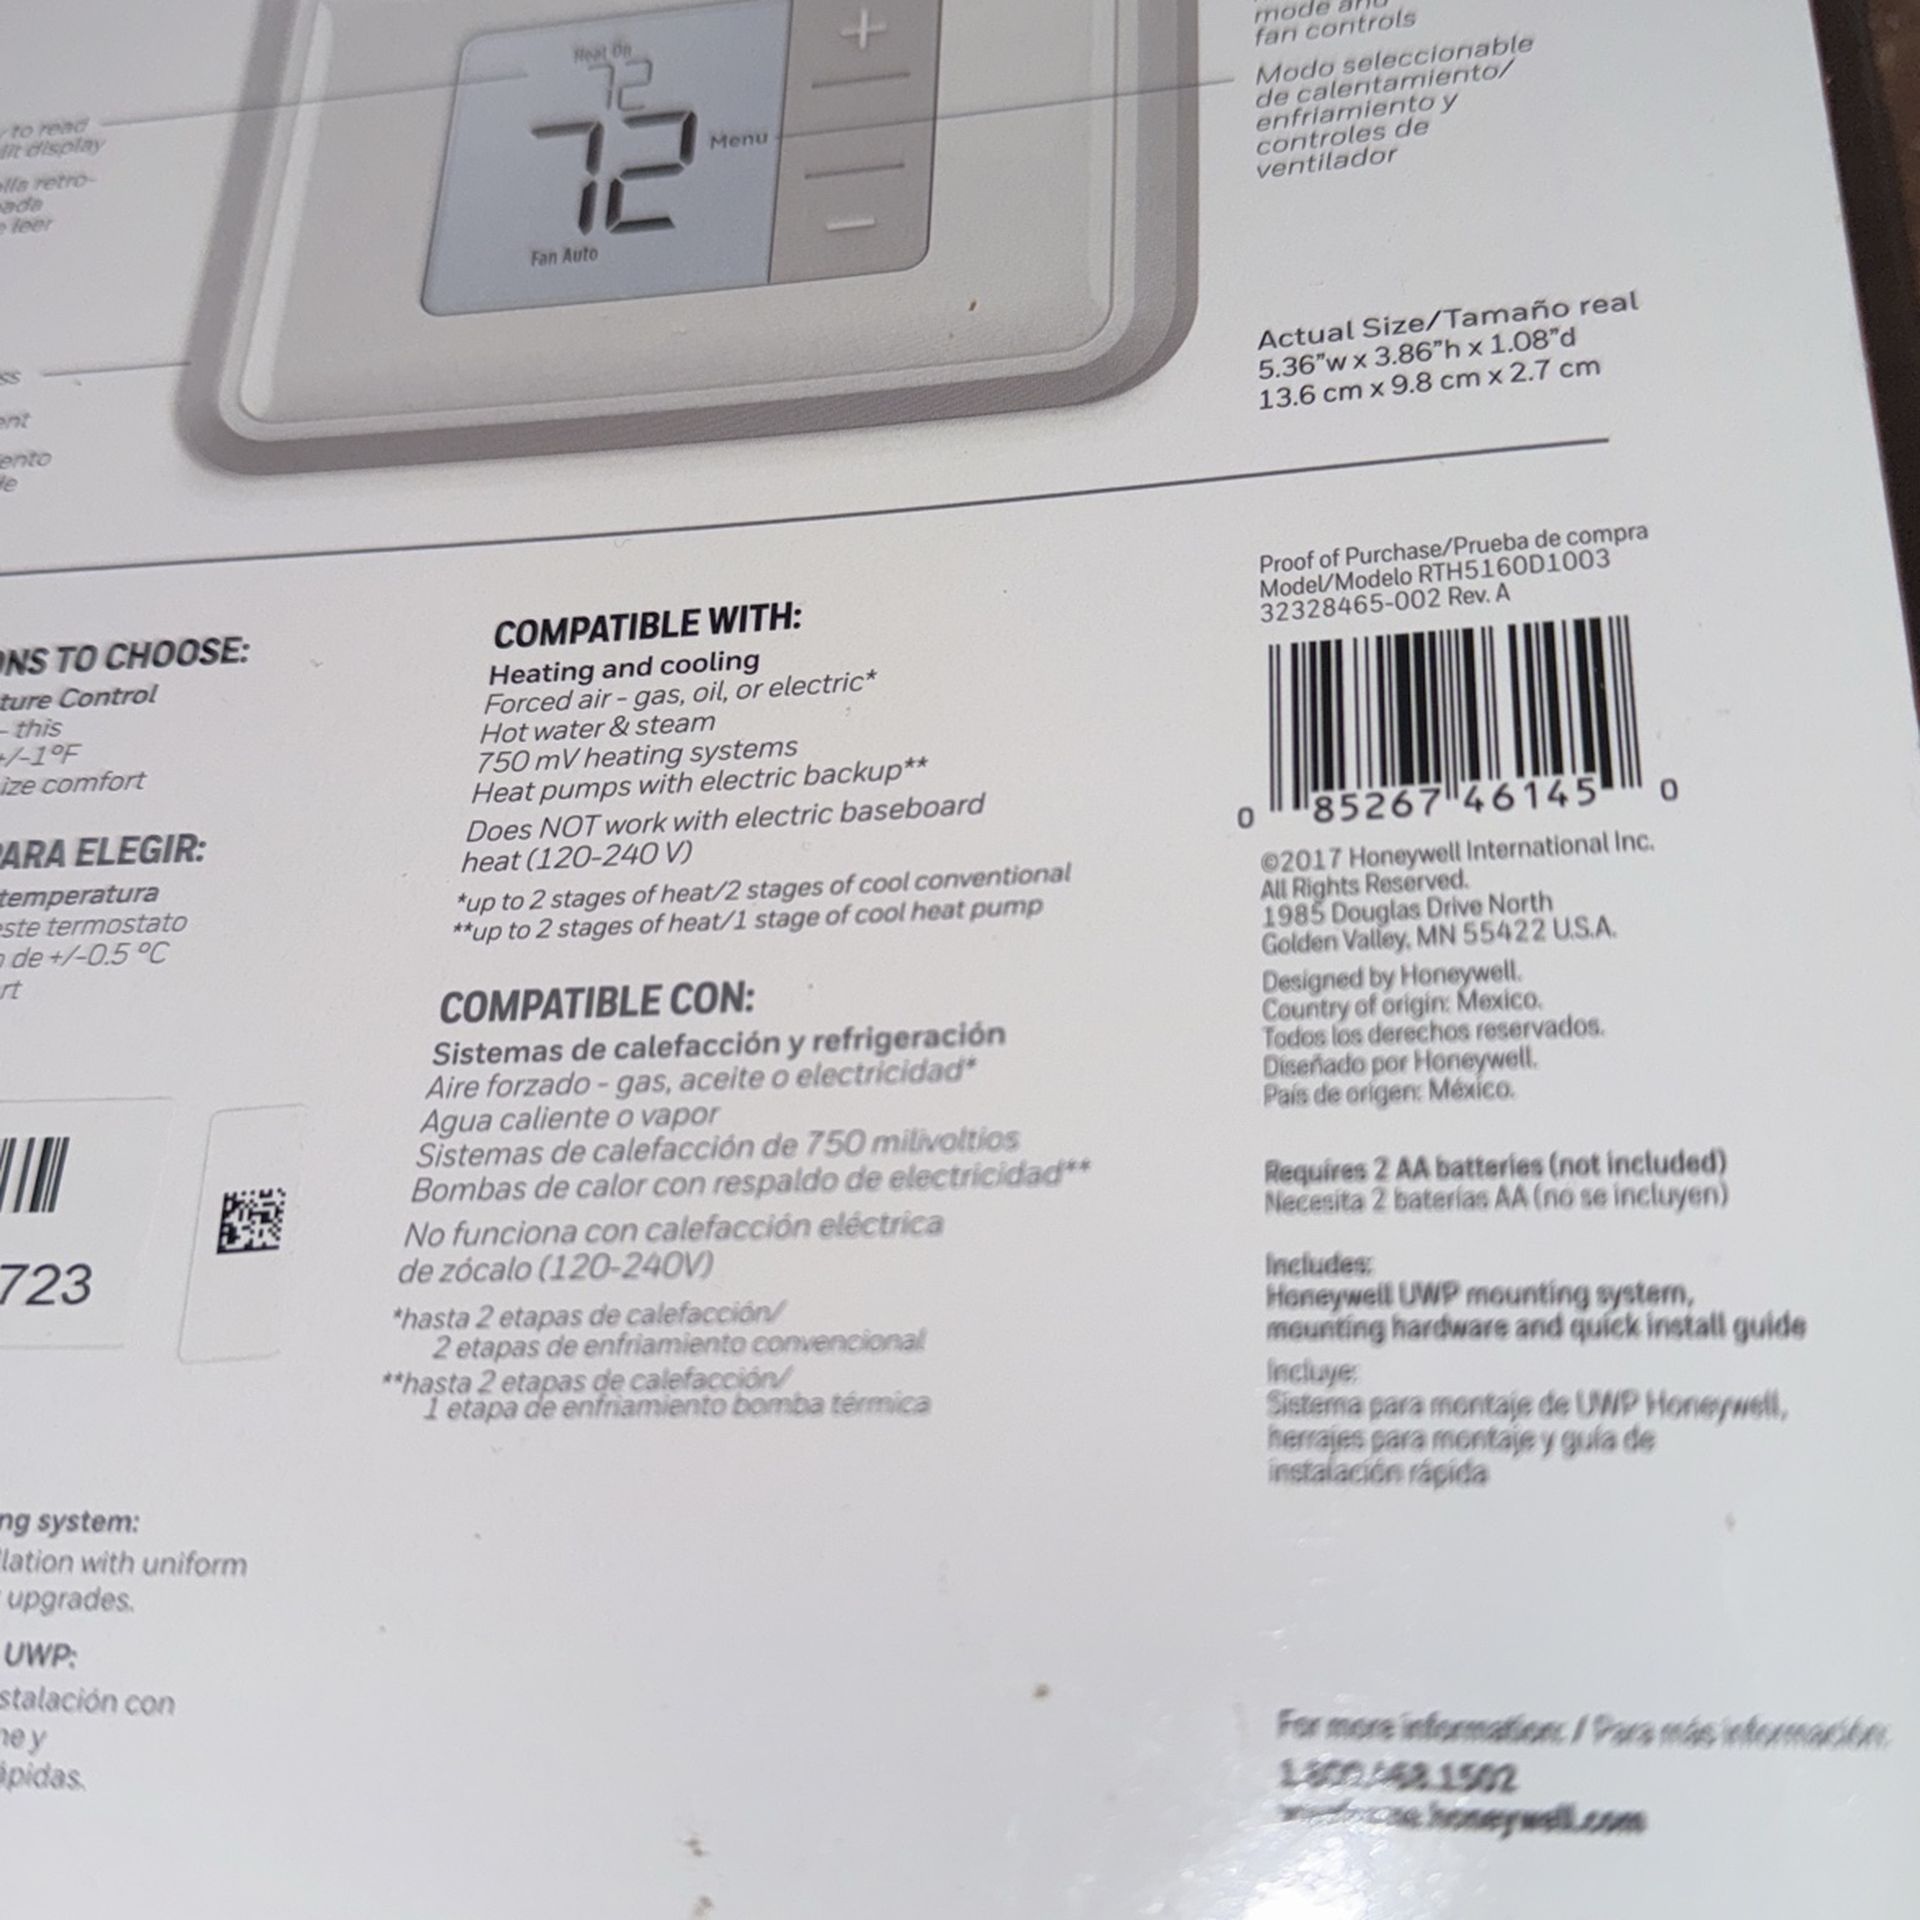 Heat On
72
72
Menu
Fan Auto
to read
display
retro-
leer
fan controls
Modo seleccionable
de calentamiento/
enfriamiento y
controles de
ventilador
Actual Size/Tamaño real
5.36"w x 3.86"h x 1.08"d
13.6 cm x 9.8 cm x 2.7 cm
TO CHOOSE:
Control
– this
+/-1°F
comfort
PARA ELEGIR:
temperatura
este termostato
de +/-0.5 °C
723
system:
with uniform
upgrades.
UWP:
con
y
COMPATIBLE WITH:
Heating and cooling
Forced air - gas, oil, or electric*
Hot water & steam
750 mV heating systems
Heat pumps with electric backup**
Does NOT work with electric baseboard
heat (120-240 V)
*up to 2 stages of heat/2 stages of cool conventional
**up to 2 stages of heat/1 stage of cool heat pump
COMPATIBLE CON:
Sistemas de calefacción y refrigeración
Aire forzado - gas, aceite o electricidad*
Agua caliente o vapor
Sistemas de calefacción de 750 milivoltios
Bombas de calor con respaldo de electricidad**
No funciona con calefacción eléctrica
de zócalo (120-240V)
*hasta 2 etapas de calefacción/
2 etapas de enfriamiento convencional
**hasta 2 etapas de calefacción/
1 etapa de enfriamiento bomba térmica
Proof of Purchase/Prueba de compra
Model/Modelo RTH5160D1003
32328465-002 Rev. A
0 85267 46145 0
©2017 Honeywell International Inc.
All Rights Reserved.
1985 Douglas Drive North
Golden Valley, MN 55422 U.S.A.
Designed by Honeywell.
Country of origin: Mexico.
Todos los derechos reservados.
Diseñado por Honeywell.
País de origen: México.
Requires 2 AA batteries (not included)
Necesita 2 baterías AA (no se incluyen)
Includes:
Honeywell UWP mounting system,
mounting hardware and quick install guide
Incluye:
Sistema para montaje de UWP Honeywell,
herrajes para montaje y guía de
instalación rápida
For more information: / Para más información: